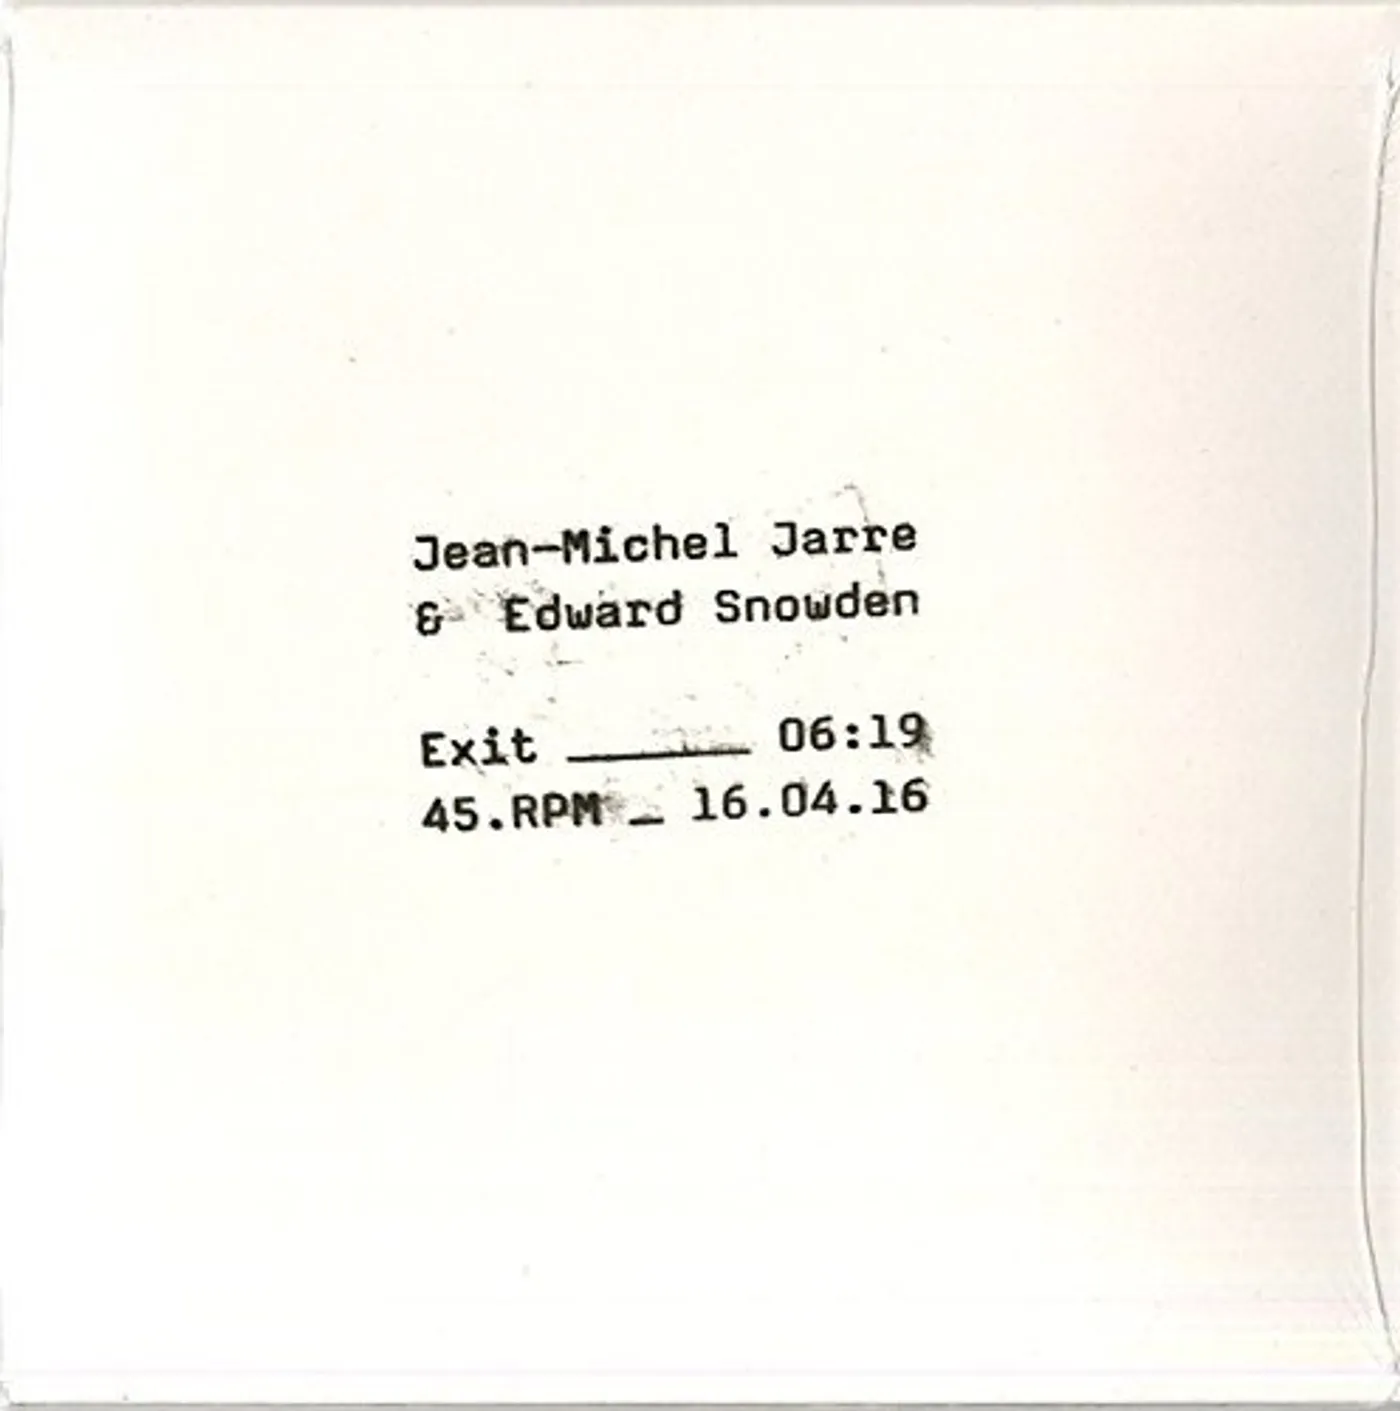 Jean-Michel Jarre
& Edward Snowden
Exit ______ 06:19
45.RPM _ 16.04.16